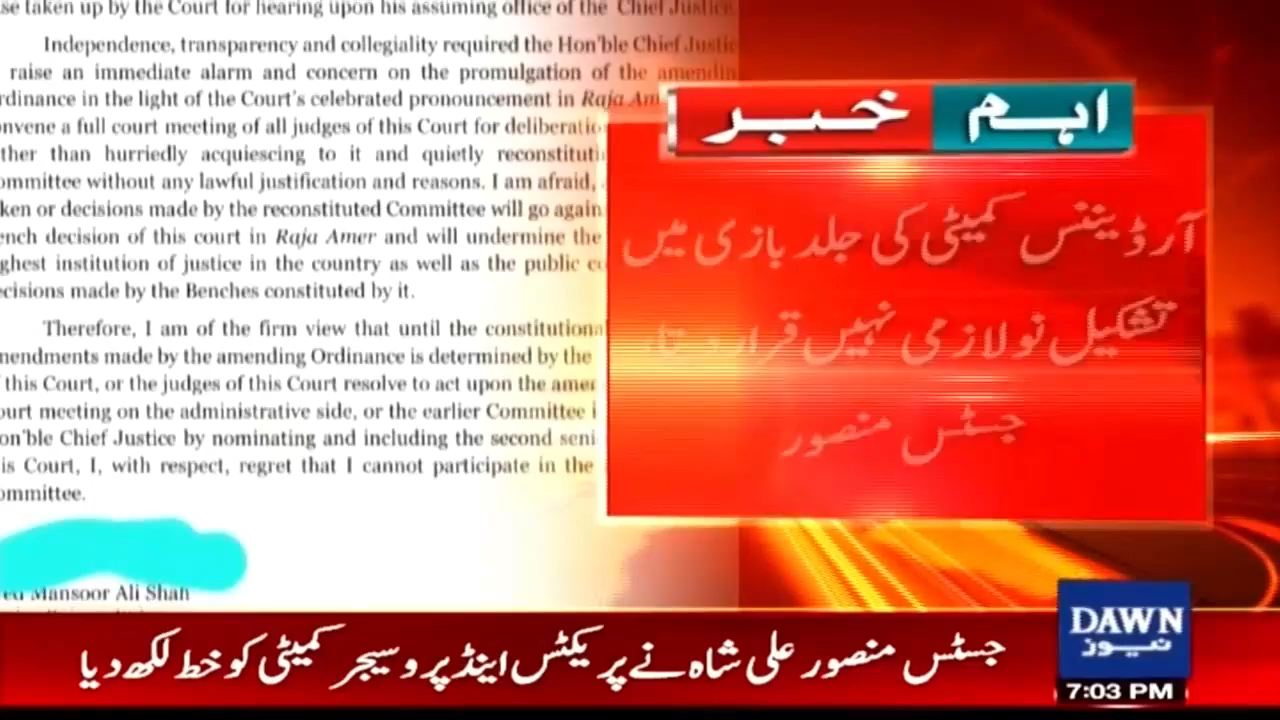 se taken up by the Court for hearing upon his assuming office of the Chief Justice.
Independence, transparency and collegiality required the Hon'ble Chief Justic
raise an immediate alarm and concern on the promulgation of the amendin
rdinance in the light of the Court's celebrated pronouncement in Raja Am
onvene a full court meeting of all judges of this Court for deliberatio
ther than hurriedly acquiescing to it and quietly reconstituti
ommittee without any lawful justification and reasons. I am afraid,
ken or decisions made by the reconstituted Committee will go again
ench decision of this court in Raja Amer and will undermine the
ghest institution of justice in the country as well as the public co
ecisions made by the Benches constituted by it.
Therefore, I am of the firm view that until the constitutiona
mendments made by the amending Ordinance is determined by the
this Court, or the judges of this Court resolve to act upon the amen
ourt meeting on the administrative side, or the earlier Committee i
on'ble Chief Justice by nominating and including the second seni
is Court, I, with respect, regret that I cannot participate in the
ommittee.
Mansoor Ali Shah
اہم خبر
آرڈیننس کمیٹی کی جلد بازی میں
تشکیل نو لازمی نہیں قرار دیتا،
جسٹس منصور
جسٹس منصور علی شاہ نے پریکٹس اینڈ پروسیجر کمیٹی کو خط لکھ دیا
DAWN
نیوز
7:03 PM